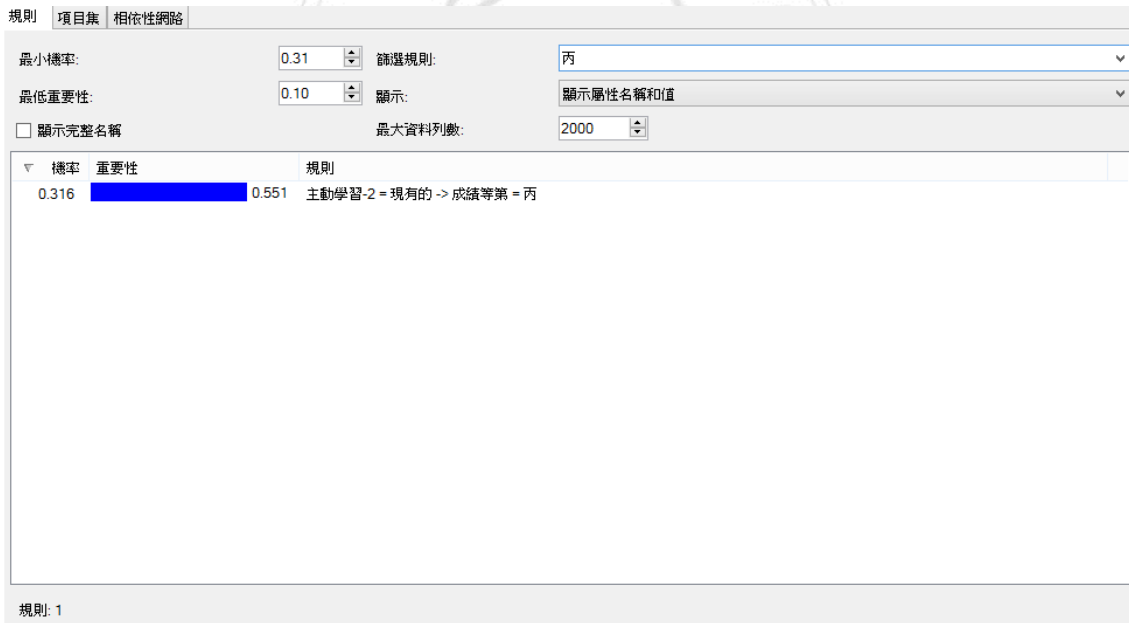 規則 項目集 相依性網路
最小機率: 0.31 篩選規則: 丙
最低重要性: 0.10 顯示: 顯示屬性名稱和值
顯示完整名稱 最大資料列數: 2000
機率 重要性 規則
0.316 0.551 主動學習-2 = 現有的 -> 成績等第 = 丙
規則: 1